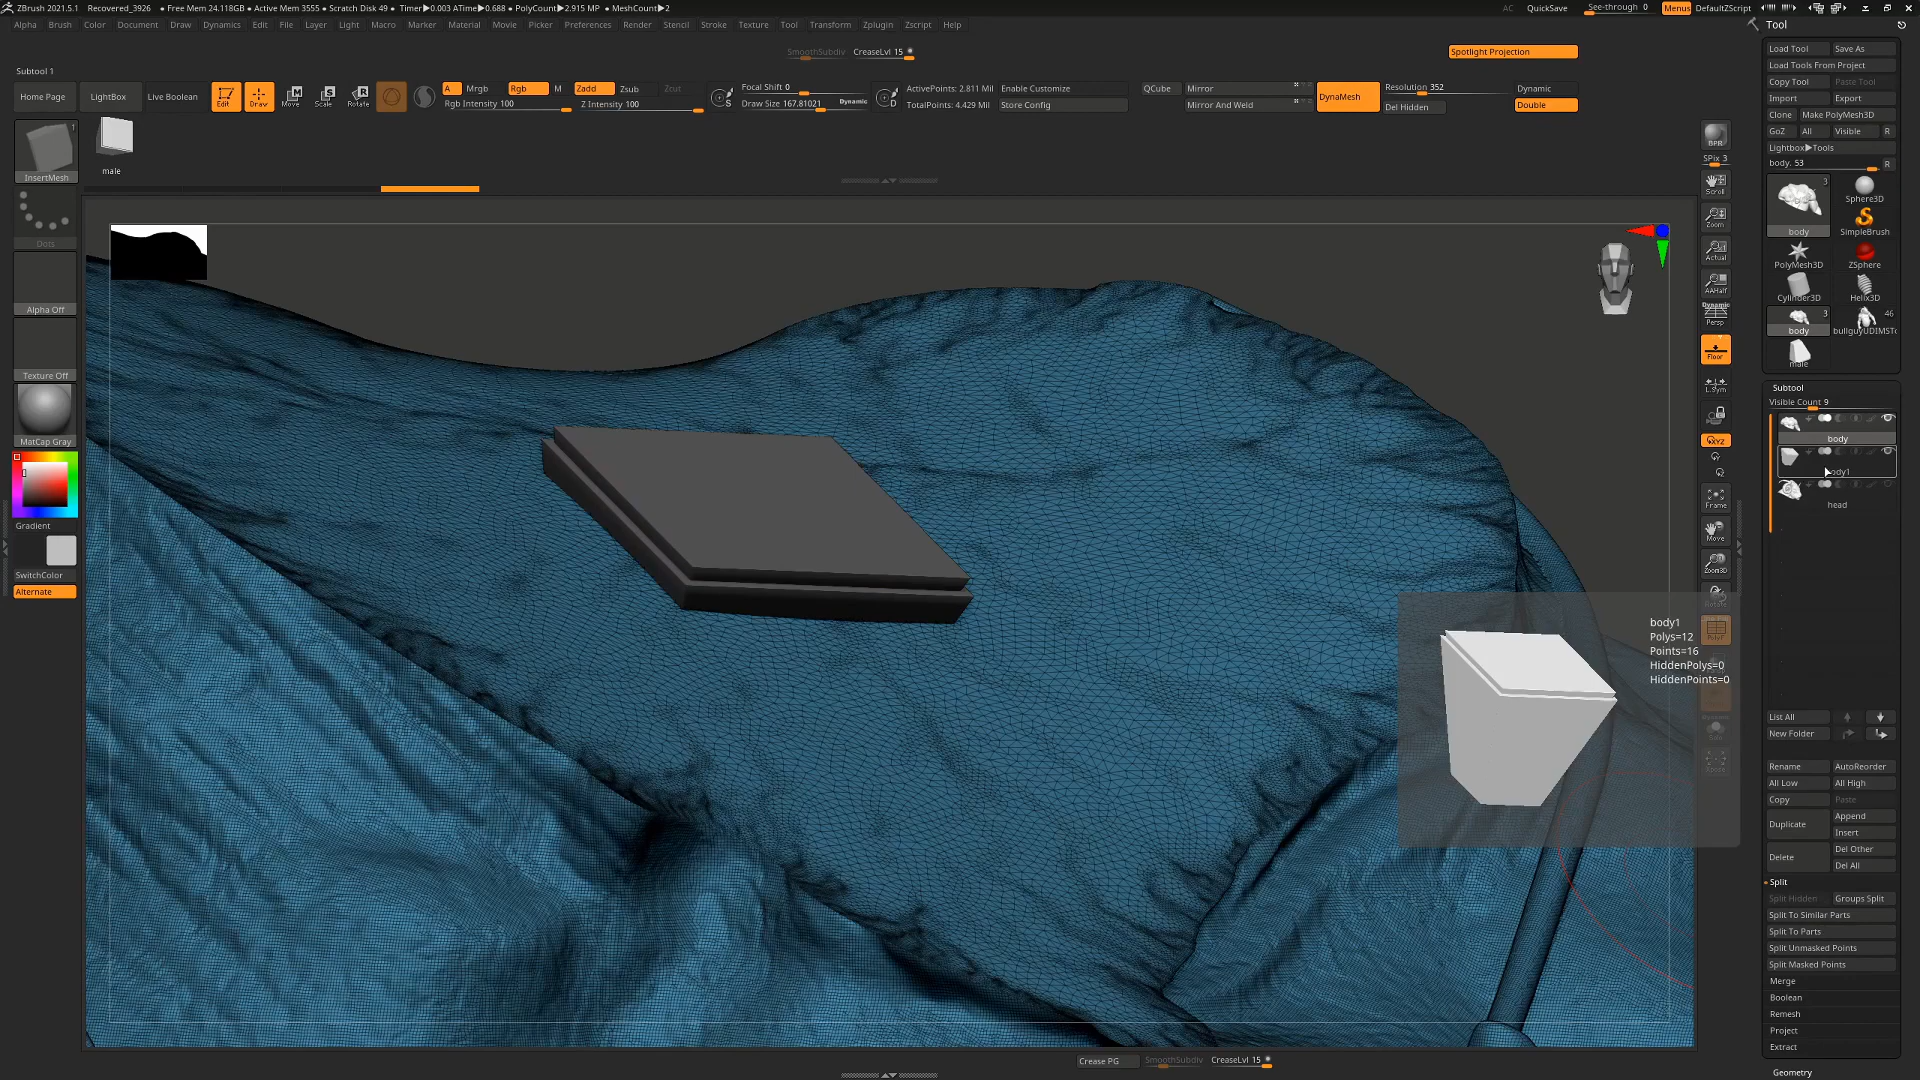 ZBrush 2021.5.1 Recovered_3926 • Free Mem 24.118GB • Active Mem 3555 • Scratch Disk 49 • Timer▶0.003 ATime▶0.688 • PolyCount▶2.915 MP • MeshCount▶2
AC QuickSave See-through 0 Menus DefaultZScript
Alpha Brush Color Document Draw Dynamics Edit File Layer Light Macro Marker Material Movie Picker Preferences Render Stencil Stroke Texture Tool Transform Zplugin Zscript Help
Tool
SmoothSubdiv CreaseLvl 15
Spotlight Projection
Subtool 1
Home Page LightBox Live Boolean
Edit Draw Move Scale Rotate
A Mrgb Rgb M Zadd Zsub Zcut
Rgb Intensity 100 Z Intensity 100
Focal Shift 0
Draw Size 167.81021 Dynamic
S
D
ActivePoints: 2.811 Mil
TotalPoints: 4.429 Mil
Enable Customize
Store Config
QCube
Mirror
Mirror And Weld
DynaMesh
Resolution 352
Del Hidden
Dynamic
Double
1
InsertMesh
male
Dots
Alpha Off
Texture Off
MatCap Gray
Gradient
SwitchColor
Alternate
BPR
SPix 3
Scroll
Zoom
Actual
AAHalf
Dynamic
Persp
Floor
L.Sym
XYZ
Frame
Move
Zoom3D
Rotate
PolyF
Load Tool Save As
Load Tools From Project
Copy Tool Paste Tool
Import Export
Clone Make PolyMesh3D
GoZ All Visible R
Lightbox▶Tools
body. 53 R
3
body
Sphere3D
SimpleBrush
PolyMesh3D ZSphere
Cylinder3D Helix3D
3 46
body
male
Subtool
Visible Count 9
body
head
body1
Polys=12
Points=16
HiddenPolys=0
HiddenPoints=0
List All
New Folder
Rename AutoReorder
All Low All High
Copy Paste
Duplicate Append
Insert
Delete Del Other
Del All
Split
Split Hidden Groups Split
Split To Similar Parts
Split To Parts
Split Unmasked Points
Split Masked Points
Merge
Boolean
Remesh
Project
Extract
Geometry
Crease PG SmoothSubdiv CreaseLvl 15